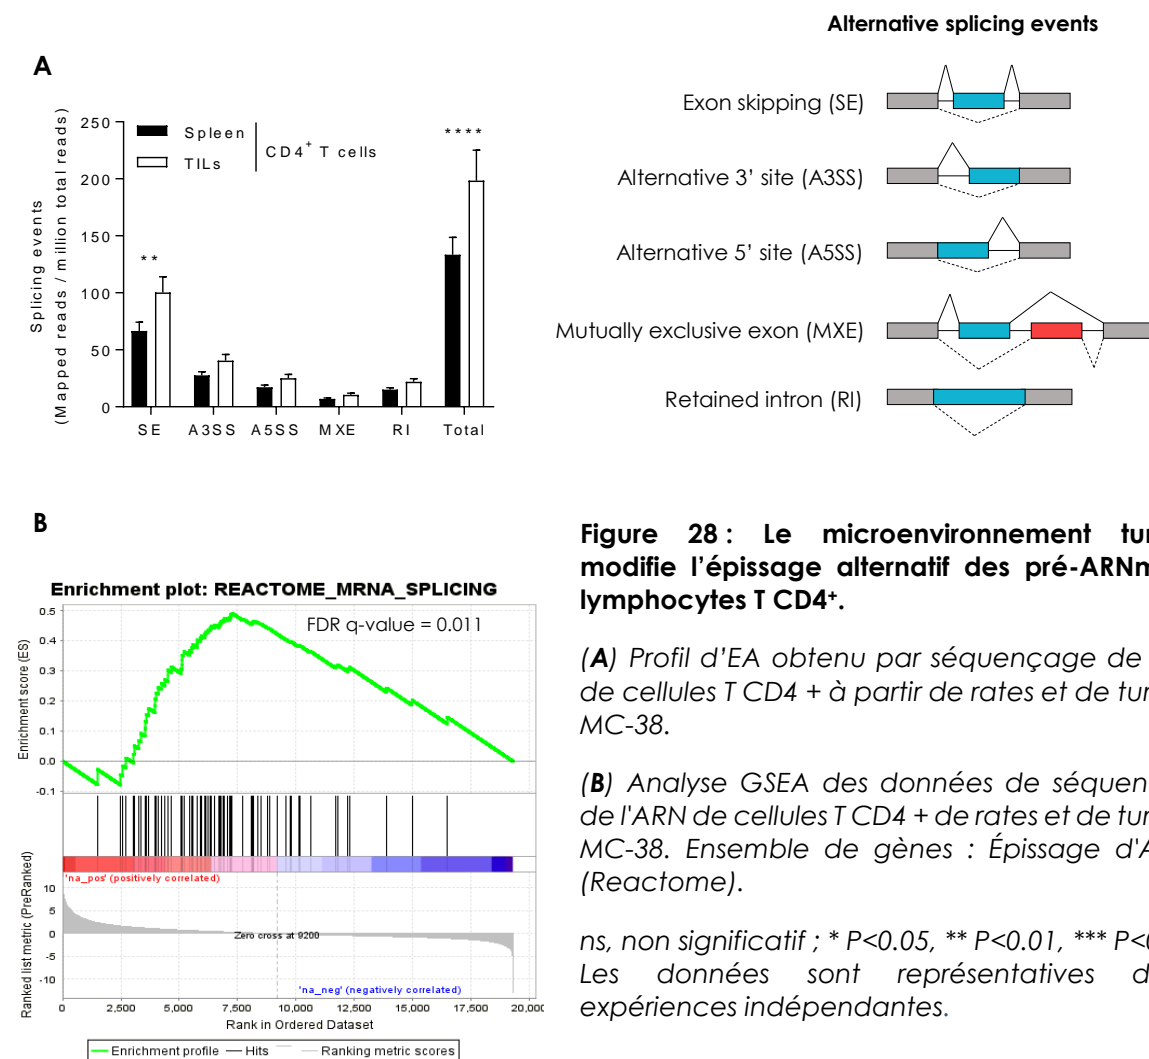 Alternative splicing events
A
250
200
150
100
50
0
Splicing events
(Mapped reads / million total reads)
Spleen
TILs
CD4+ T cells
**
****
SE A3SS A5SS MXE RI Total
Exon skipping (SE)
Alternative 3’ site (A3SS)
Alternative 5’ site (A5SS)
Mutually exclusive exon (MXE)
Retained intron (RI)
B
Enrichment plot: REACTOME_MRNA_SPLICING
FDR q-value = 0.011
Enrichment score (ES)
0.5
0.4
0.3
0.2
0.1
0.0
-0.1
'na_pos' (positively correlated)
Ranked list metric (PreRanked)
10
5
0
-5
-10
Zero cross at 9200
'na_neg' (negatively correlated)
0 2,500 5,000 7,500 10,000 12,500 15,000 17,500 20,000
Rank in Ordered Dataset
Enrichment profile Hits Ranking metric scores
Figure 28 : Le microenvironnement tur
modifie l’épissage alternatif des pré-ARNm
lymphocytes T CD4+.
(A) Profil d’EA obtenu par séquençage de
de cellules T CD4 + à partir de rates et de tur
MC-38.
(B) Analyse GSEA des données de séquen
de l'ARN de cellules T CD4 + de rates et de tur
MC-38. Ensemble de gènes : Épissage d'A
(Reactome).
ns, non significatif ; * P<0.05, ** P<0.01, *** P<0
Les données sont représentatives d
expériences indépendantes.